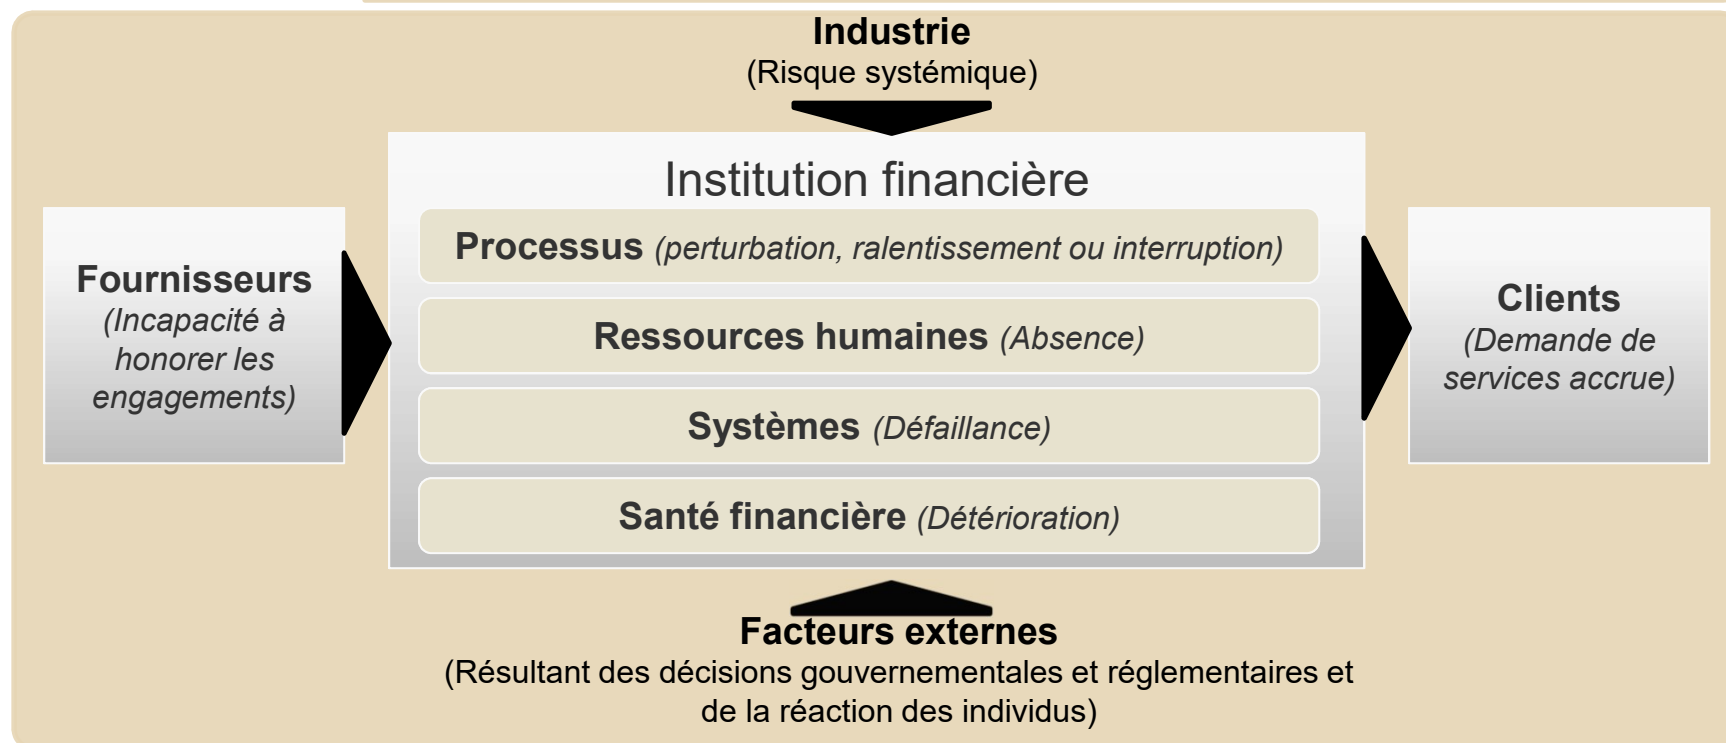 Industrie
(Risque systémique)
Institution financière
Fournisseurs
(Incapacité à
honorer les
engagements)
Processus (perturbation, ralentissement ou interruption)
Ressources humaines (Absence)
Systèmes (Défaillance)
Santé financière (Détérioration)
Clients
(Demande de
services accrue)
Facteurs externes
(Résultant des décisions gouvernementales et réglementaires et
de la réaction des individus)